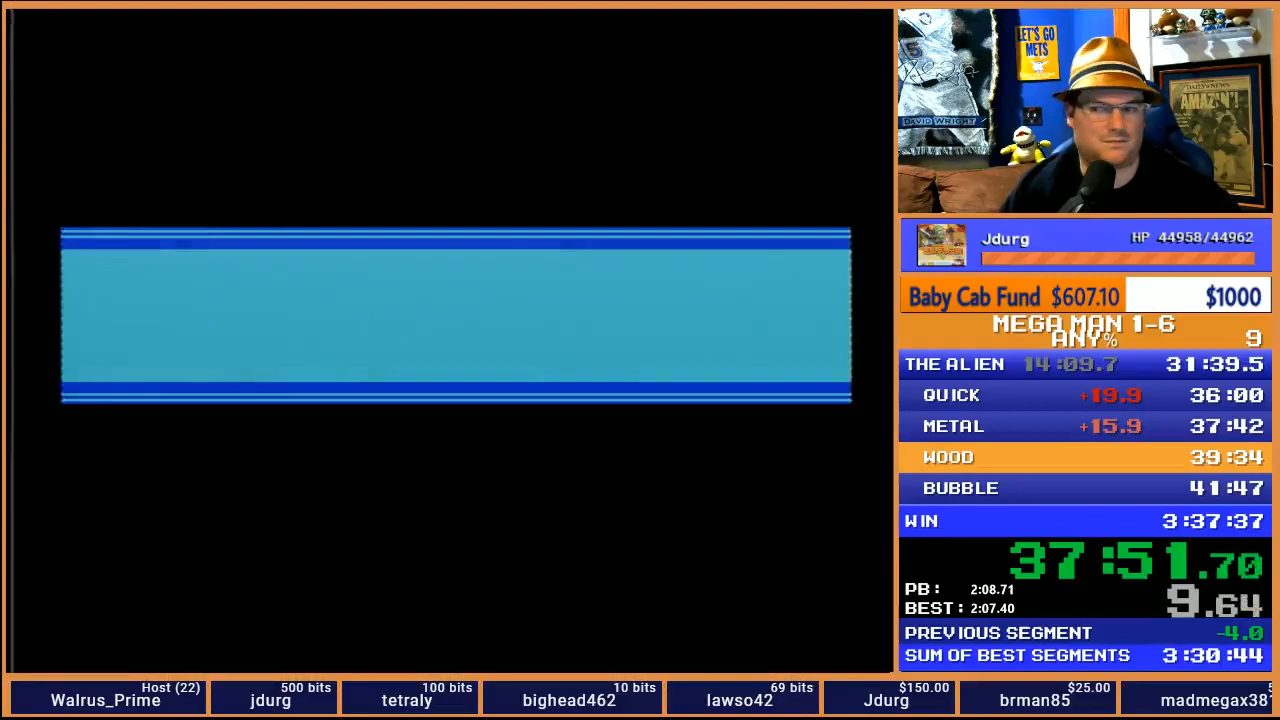 LET'S GO
METS
DAVID WRIGHT
DAILY NEWS
AMAZIN'!
Jdurg HP 44958/44962
Baby Cab Fund $607.10 $1000
MEGA MAN 1-6
ANY% 9
THE ALIEN 14:09.7 31:39.5
QUICK +19.9 36:00
METAL +15.9 37:42
WOOD 39:34
BUBBLE 41:47
WIN 3:37:37
37:51.70
PB: 2:08.71
BEST: 2:07.40 9.64
PREVIOUS SEGMENT -4.0
SUM OF BEST SEGMENTS 3:30:44
Host (22) 500 bits 100 bits 10 bits 69 bits $150.00 $25.00
Walrus_Prime jdurg tetraly bighead462 lawso42 Jdurg brman85 madmegax38